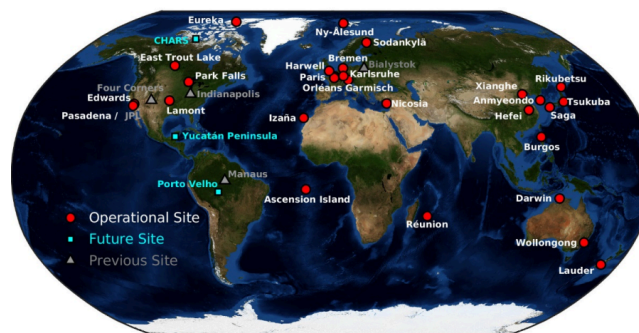 Eureka
Ny-Ålesund
CHARS
Sodankylä
East Trout Lake
Bremen
Harwell
Bialystok
Park Falls
Karlsruhe
Paris
Four Corners
Indianapolis
Orléans Garmisch
Xianghe
Rikubetsu
Edwards
Anmyeondo
Tsukuba
Lamont
Nicosia
Pasadena / JPL
Hefei
Saga
Izaña
Yucatán Peninsula
Burgos
Manaus
Porto Velho
Ascension Island
Darwin
Réunion
Operational Site
Future Site
Wollongong
Previous Site
Lauder